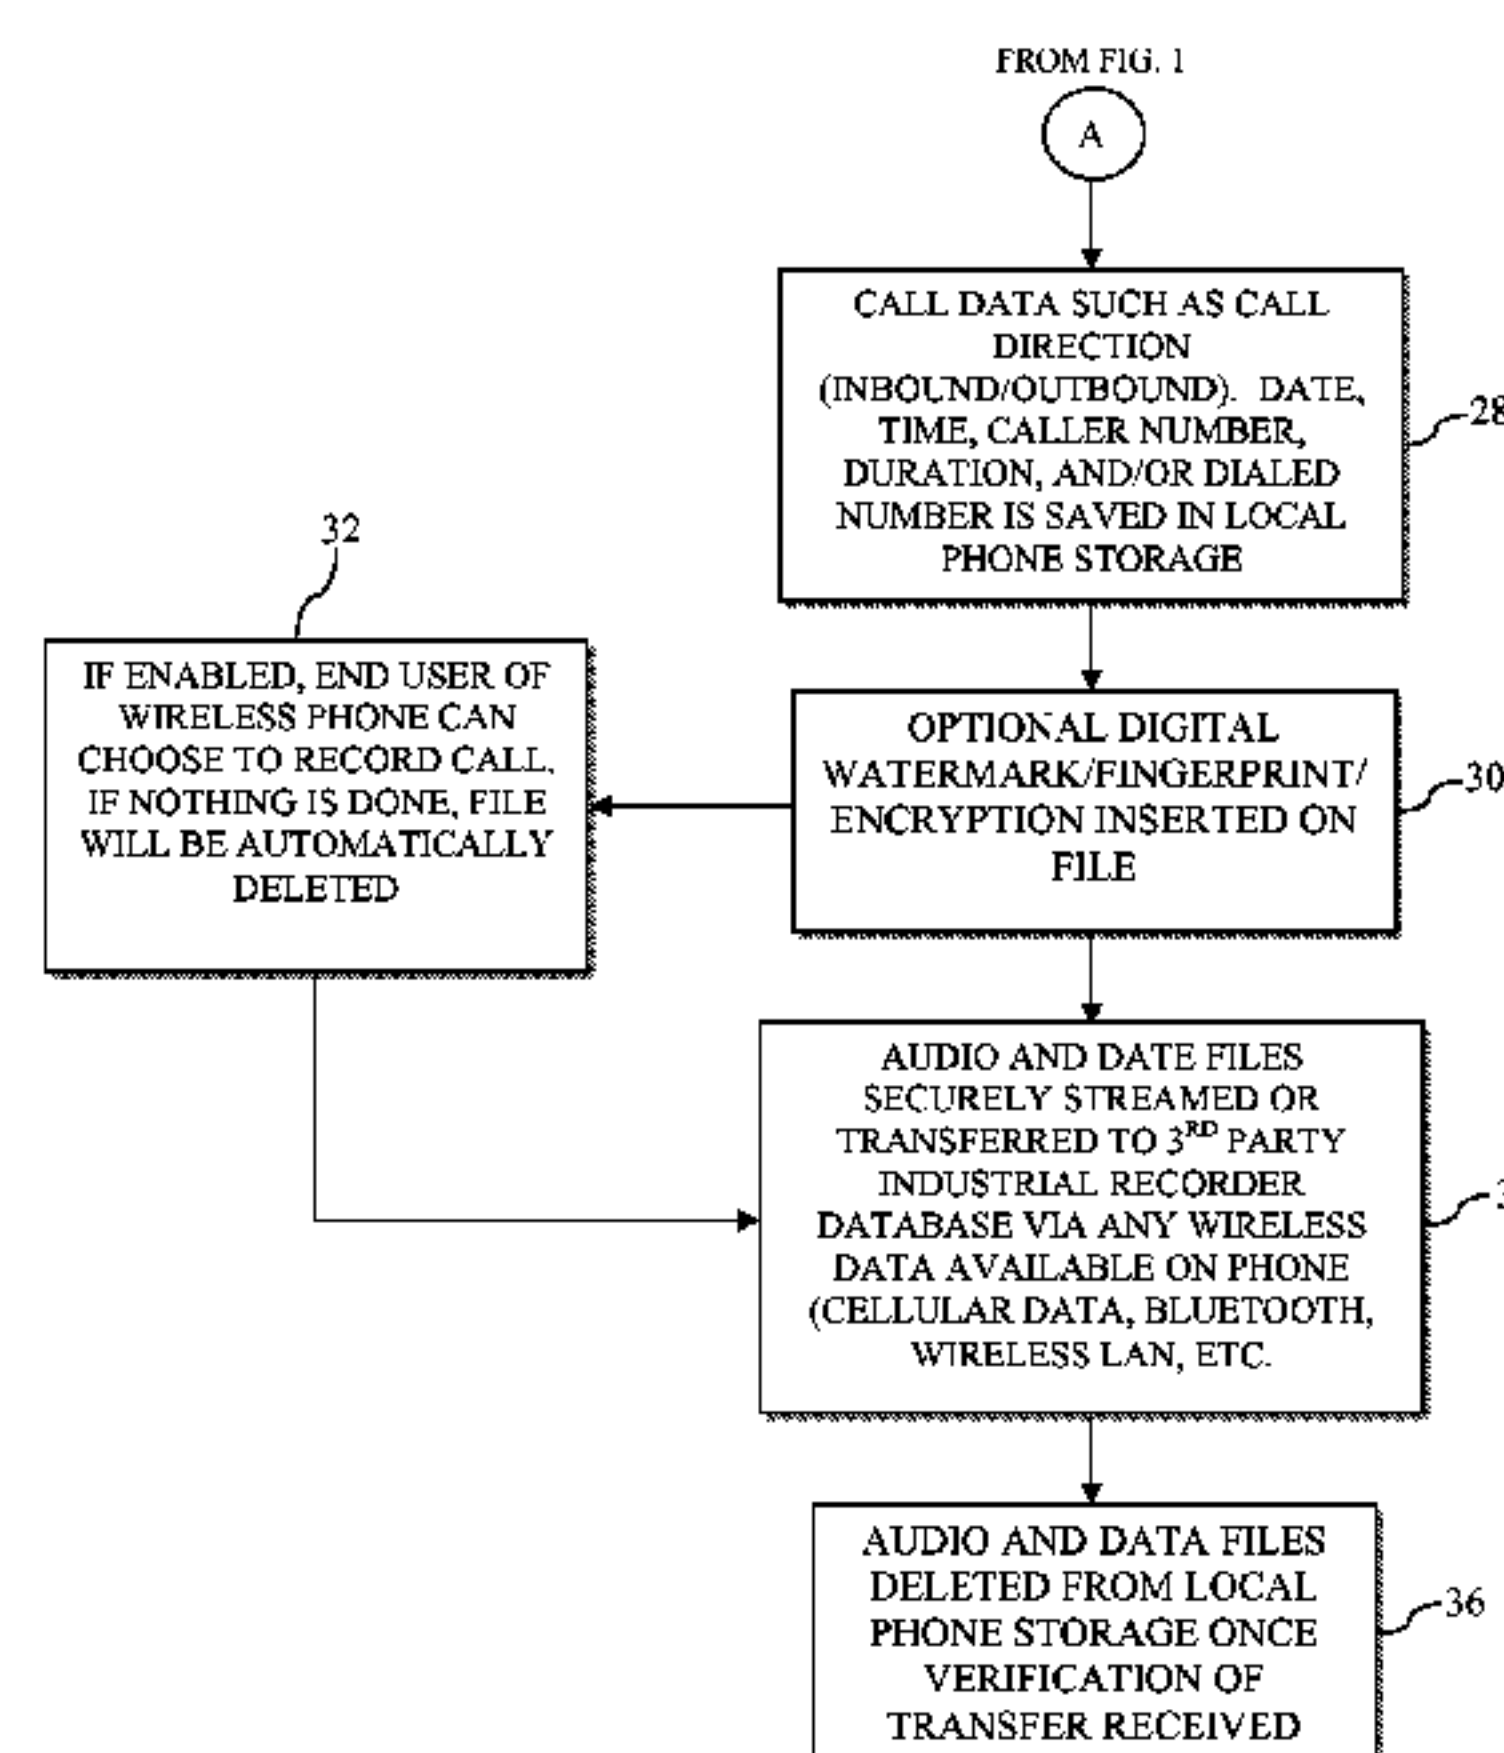 FROM FIG. 1
A
CALL DATA SUCH AS CALL
DIRECTION
(INBOUND/OUTBOUND). DATE,
TIME, CALLER NUMBER,
DURATION, AND/OR DIALED
NUMBER IS SAVED IN LOCAL
PHONE STORAGE
28
32
IF ENABLED, END USER OF
WIRELESS PHONE CAN
CHOOSE TO RECORD CALL.
IF NOTHING IS DONE, FILE
WILL BE AUTOMATICALLY
DELETED
OPTIONAL DIGITAL
WATERMARK/FINGERPRINT/
ENCRYPTION INSERTED ON
FILE
30
AUDIO AND DATE FILES
SECURELY STREAMED OR
TRANSFERRED TO 3RD PARTY
INDUSTRIAL RECORDER
DATABASE VIA ANY WIRELESS
DATA AVAILABLE ON PHONE
(CELLULAR DATA, BLUETOOTH,
WIRELESS LAN, ETC.
AUDIO AND DATA FILES
DELETED FROM LOCAL
PHONE STORAGE ONCE
VERIFICATION OF
TRANSFER RECEIVED
36